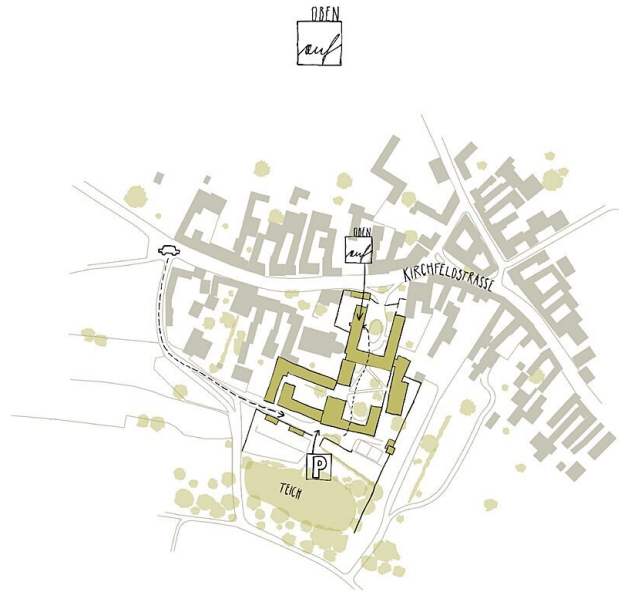 OBEN
auf
OBEN
auf
KIRCHFELDSTRASSE
P
TEICH